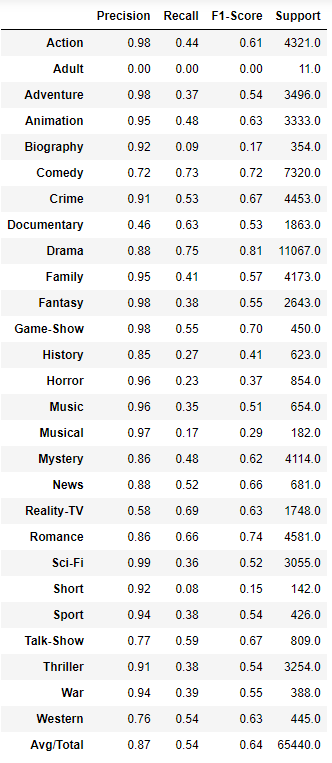 Precision Recall F1-Score Support
Action 0.98 0.44 0.61 4321.0
Adult 0.00 0.00 0.00 11.0
Adventure 0.98 0.37 0.54 3496.0
Animation 0.95 0.48 0.63 3333.0
Biography 0.92 0.09 0.17 354.0
Comedy 0.72 0.73 0.72 7320.0
Crime 0.91 0.53 0.67 4453.0
Documentary 0.46 0.63 0.53 1863.0
Drama 0.88 0.75 0.81 11067.0
Family 0.95 0.41 0.57 4173.0
Fantasy 0.98 0.38 0.55 2643.0
Game-Show 0.98 0.55 0.70 450.0
History 0.85 0.27 0.41 623.0
Horror 0.96 0.23 0.37 854.0
Music 0.96 0.35 0.51 654.0
Musical 0.97 0.17 0.29 182.0
Mystery 0.86 0.48 0.62 4114.0
News 0.88 0.52 0.66 681.0
Reality-TV 0.58 0.69 0.63 1748.0
Romance 0.86 0.66 0.74 4581.0
Sci-Fi 0.99 0.36 0.52 3055.0
Short 0.92 0.08 0.15 142.0
Sport 0.94 0.38 0.54 426.0
Talk-Show 0.77 0.59 0.67 809.0
Thriller 0.91 0.38 0.54 3254.0
War 0.94 0.39 0.55 388.0
Western 0.76 0.54 0.63 445.0
Avg/Total 0.87 0.54 0.64 65440.0